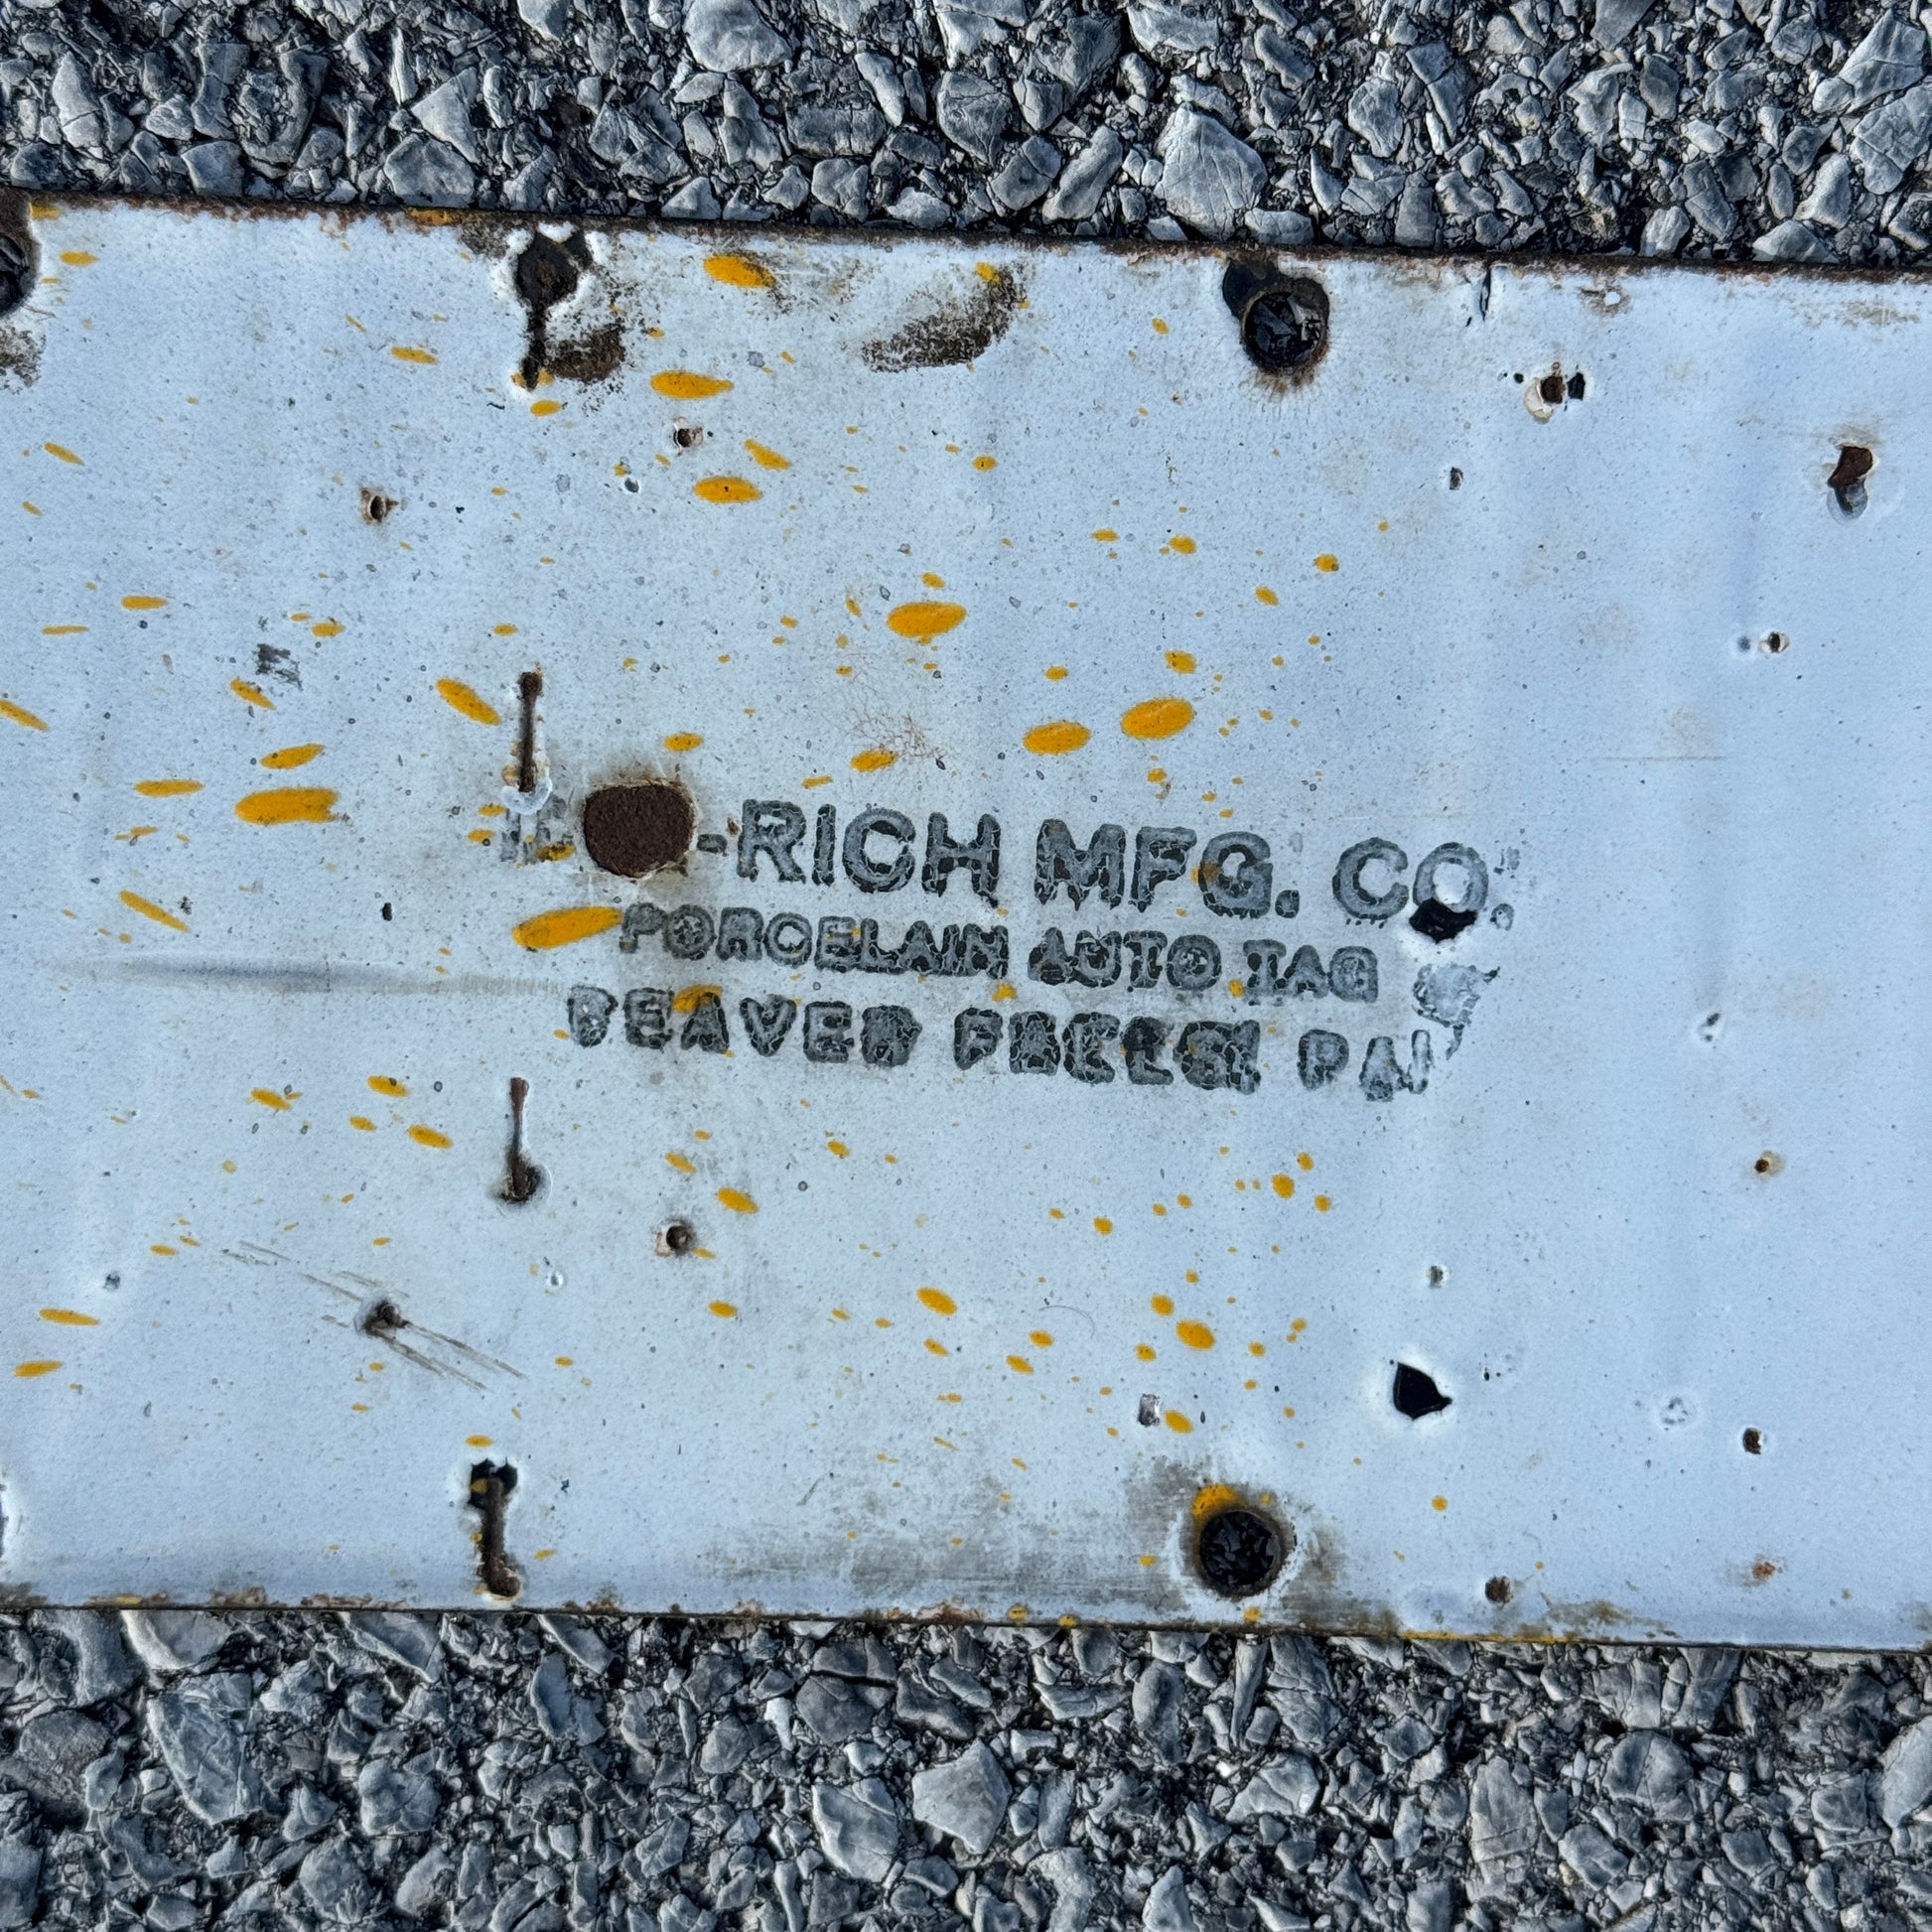 -RICH MFG. CO.
PORCELAIN AUTO TAG
BEAVER FALLS, PA.